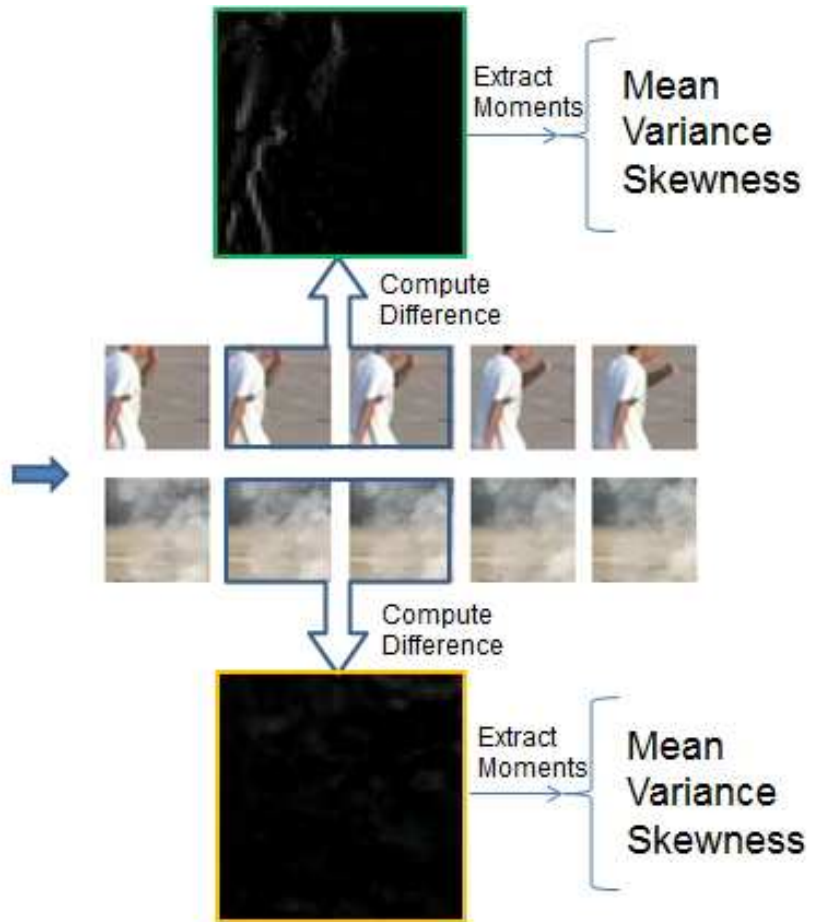 Extract
Moments
Mean
Variance
Skewness
Compute
Difference
Compute
Difference
Extract
Moments
Mean
Variance
Skewness